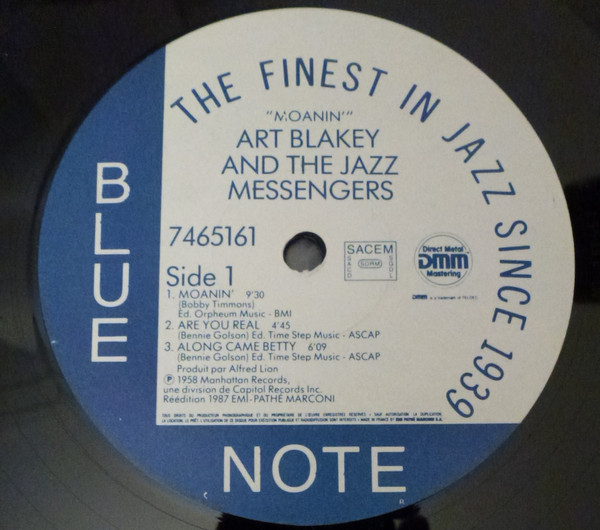 THE FINEST IN JAZZ SINCE 1939
"MOANIN'"
ART BLAKEY
AND THE JAZZ
MESSENGERS
BLUE
7465161
SACEM
SDRM
Direct Metal
DMM
Mastering
Side 1
1. MOANIN' 9'30
(Bobby Timmons)
Ed. Orpheum Music - BMI
2. ARE YOU REAL 4'45
(Bennie Golson) Ed. Time Step Music - ASCAP
3. ALONG CAME BETTY 6'09
(Bennie Golson) Ed. Time Step Music - ASCAP
Produit par Alfred Lion
Ⓟ 1958 Manhattan Records,
une division de Capitol Records Inc.
Réédition 1987 EMI-PATHÉ MARCONI
NOTE